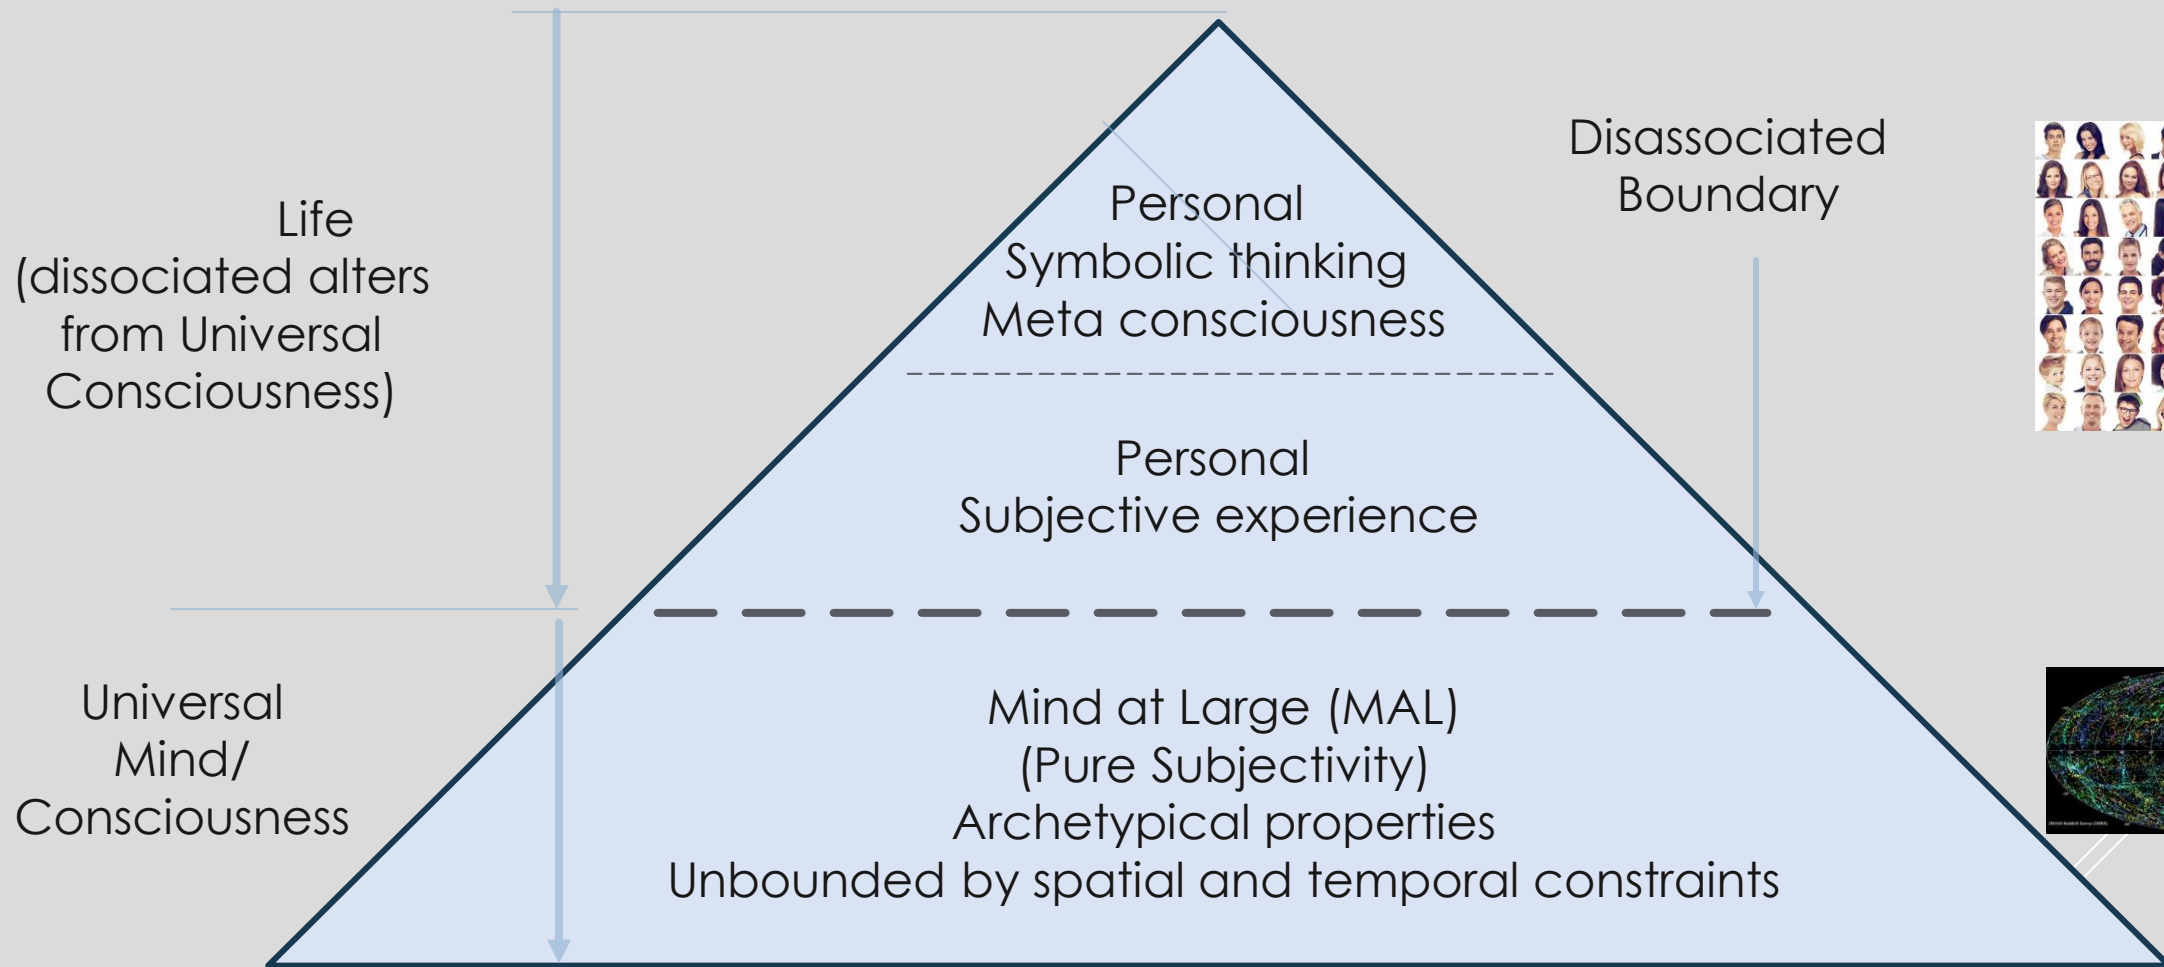 Life
(dissociated alters
from Universal
Consciousness)
Universal
Mind/
Consciousness
Personal
Symbolic thinking
Meta consciousness
Personal
Subjective experience
Mind at Large (MAL)
(Pure Subjectivity)
Archetypical properties
Unbounded by spatial and temporal constraints
Disassociated
Boundary